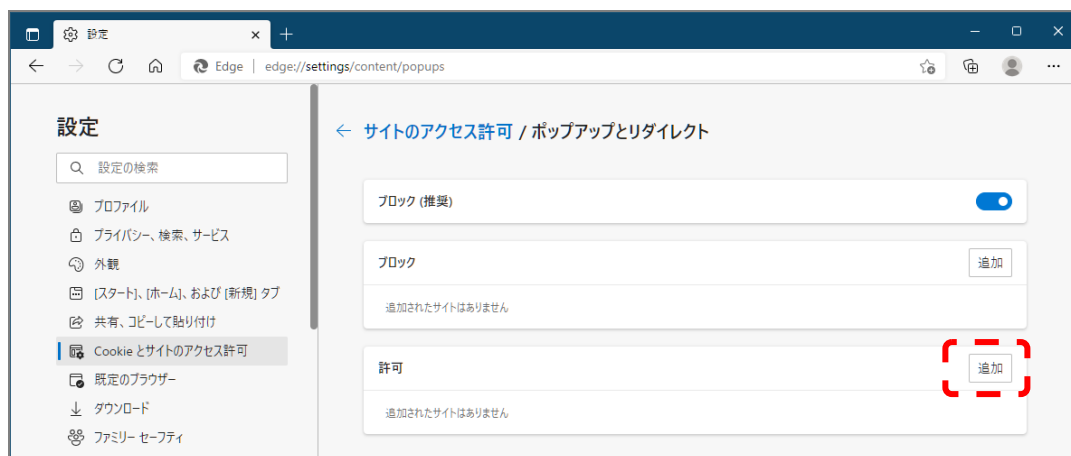 設定
Edge | edge://settings/content/popups
設定
設定の検索
プロファイル
プライバシー、検索、サービス
外観
[スタート]、[ホーム]、および [新規] タブ
共有、コピーして貼り付け
Cookie とサイトのアクセス許可
既定のブラウザー
ダウンロード
ファミリー セーフティ
サイトのアクセス許可 / ポップアップとリダイレクト
ブロック (推奨)
ブロック
追加
追加されたサイトはありません
許可
追加
追加されたサイトはありません